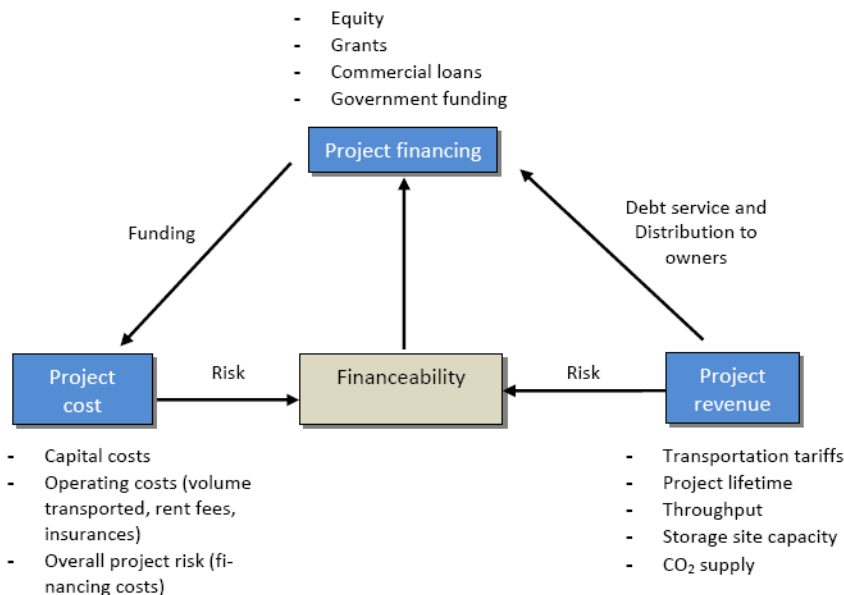 - Equity
- Grants
- Commercial loans
- Government funding
Project financing
Funding
Debt service and
Distribution to
owners
Project
cost
Risk
Financeability
Risk
Project
revenue
- Capital costs
- Operating costs (volume
transported, rent fees,
insurances)
- Overall project risk (fi-
nancing costs)
- Transportation tariffs
- Project lifetime
- Throughput
- Storage site capacity
- CO₂ supply